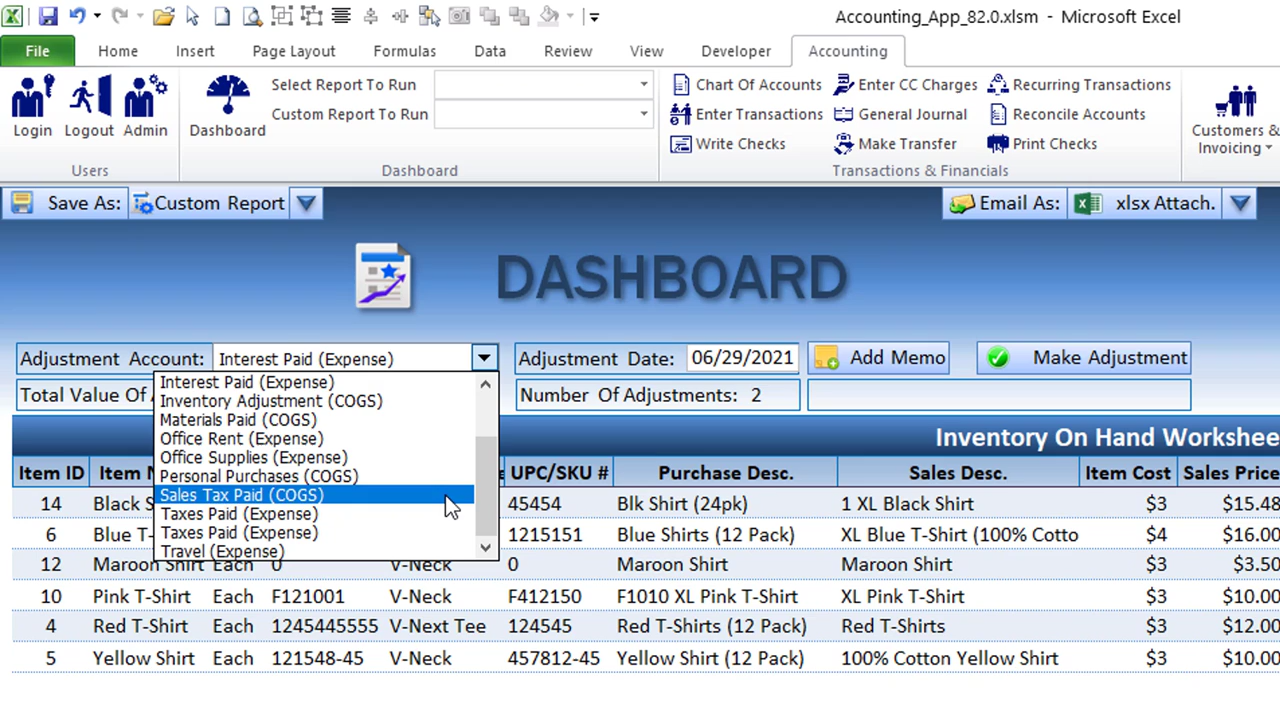 Accounting_App_82.0.xlsm - Microsoft Excel
File Home Insert Page Layout Formulas Data Review View Developer Accounting
Login Logout Admin
Users
Dashboard
Select Report To Run
Custom Report To Run
Dashboard
Chart Of Accounts Enter CC Charges Recurring Transactions
Enter Transactions General Journal Reconcile Accounts
Write Checks Make Transfer Print Checks
Transactions & Financials
Customers &
Invoicing
Save As: Custom Report
Email As: xlsx Attach.
DASHBOARD
Adjustment Account: Interest Paid (Expense) Adjustment Date: 06/29/2021 Add Memo Make Adjustment
Total Value Of A
Number Of Adjustments: 2
Interest Paid (Expense)
Inventory Adjustment (COGS)
Materials Paid (COGS)
Office Rent (Expense)
Office Supplies (Expense)
Personal Purchases (COGS)
Sales Tax Paid (COGS)
Taxes Paid (Expense)
Taxes Paid (Expense)
Travel (Expense)
Inventory On Hand Workshee
Item ID Item N UPC/SKU # Purchase Desc. Sales Desc. Item Cost Sales Price
14 Black S 45454 Blk Shirt (24pk) 1 XL Black Shirt $3 $15.48
6 Blue T- 1215151 Blue Shirts (12 Pack) XL Blue T-Shirt (100% Cotto $4 $16.00
12 Maroon Shirt Each 0 V-Neck 0 Maroon Shirt Maroon Shirt $3 $3.50
10 Pink T-Shirt Each F121001 V-Neck F412150 F1010 XL Pink T-Shirt XL Pink T-Shirt $3 $10.00
4 Red T-Shirt Each 1245445555 V-Next Tee 124545 Red T-Shirts (12 Pack) Red T-Shirts $3 $12.00
5 Yellow Shirt Each 121548-45 V-Neck 457812-45 Yellow Shirt (12 Pack) 100% Cotton Yellow Shirt $3 $10.00